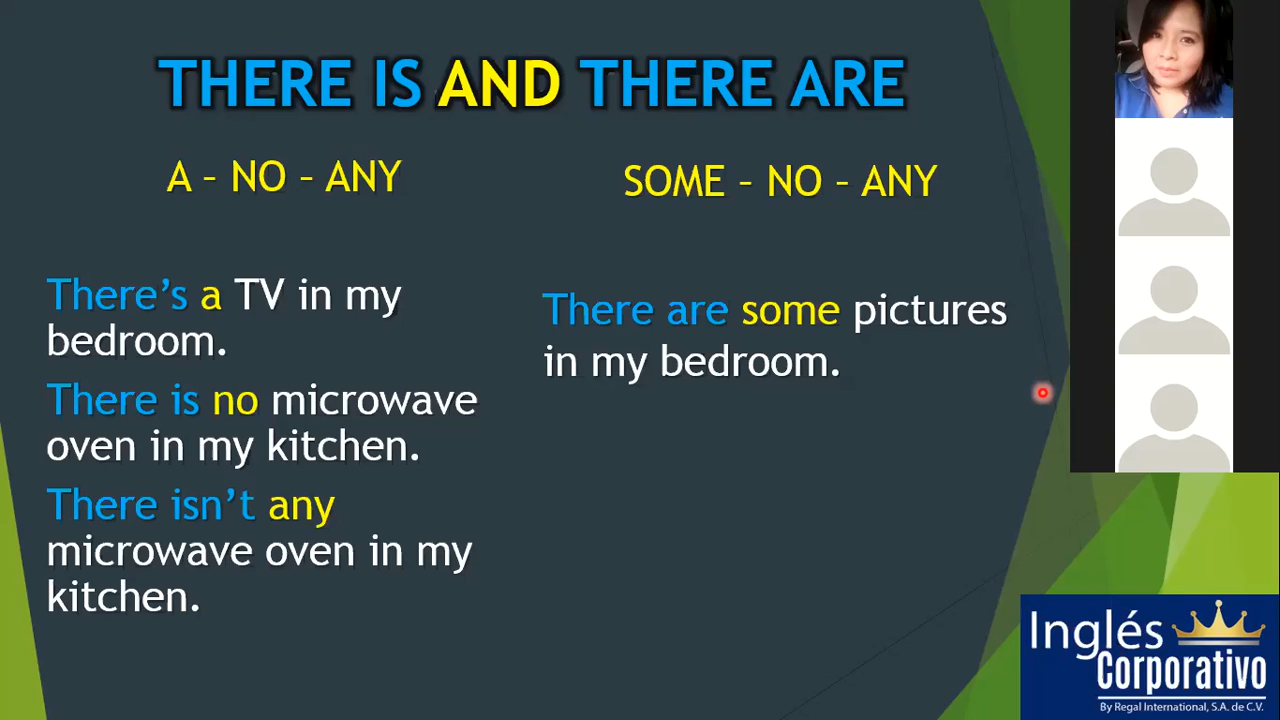 THERE IS AND THERE ARE
A – NO – ANY
There’s a TV in my
bedroom.
There is no microwave
oven in my kitchen.
There isn’t any
microwave oven in my
kitchen.
SOME – NO – ANY
There are some pictures
in my bedroom.
Inglés
Corporativo
By Regal International, S.A. de C.V.